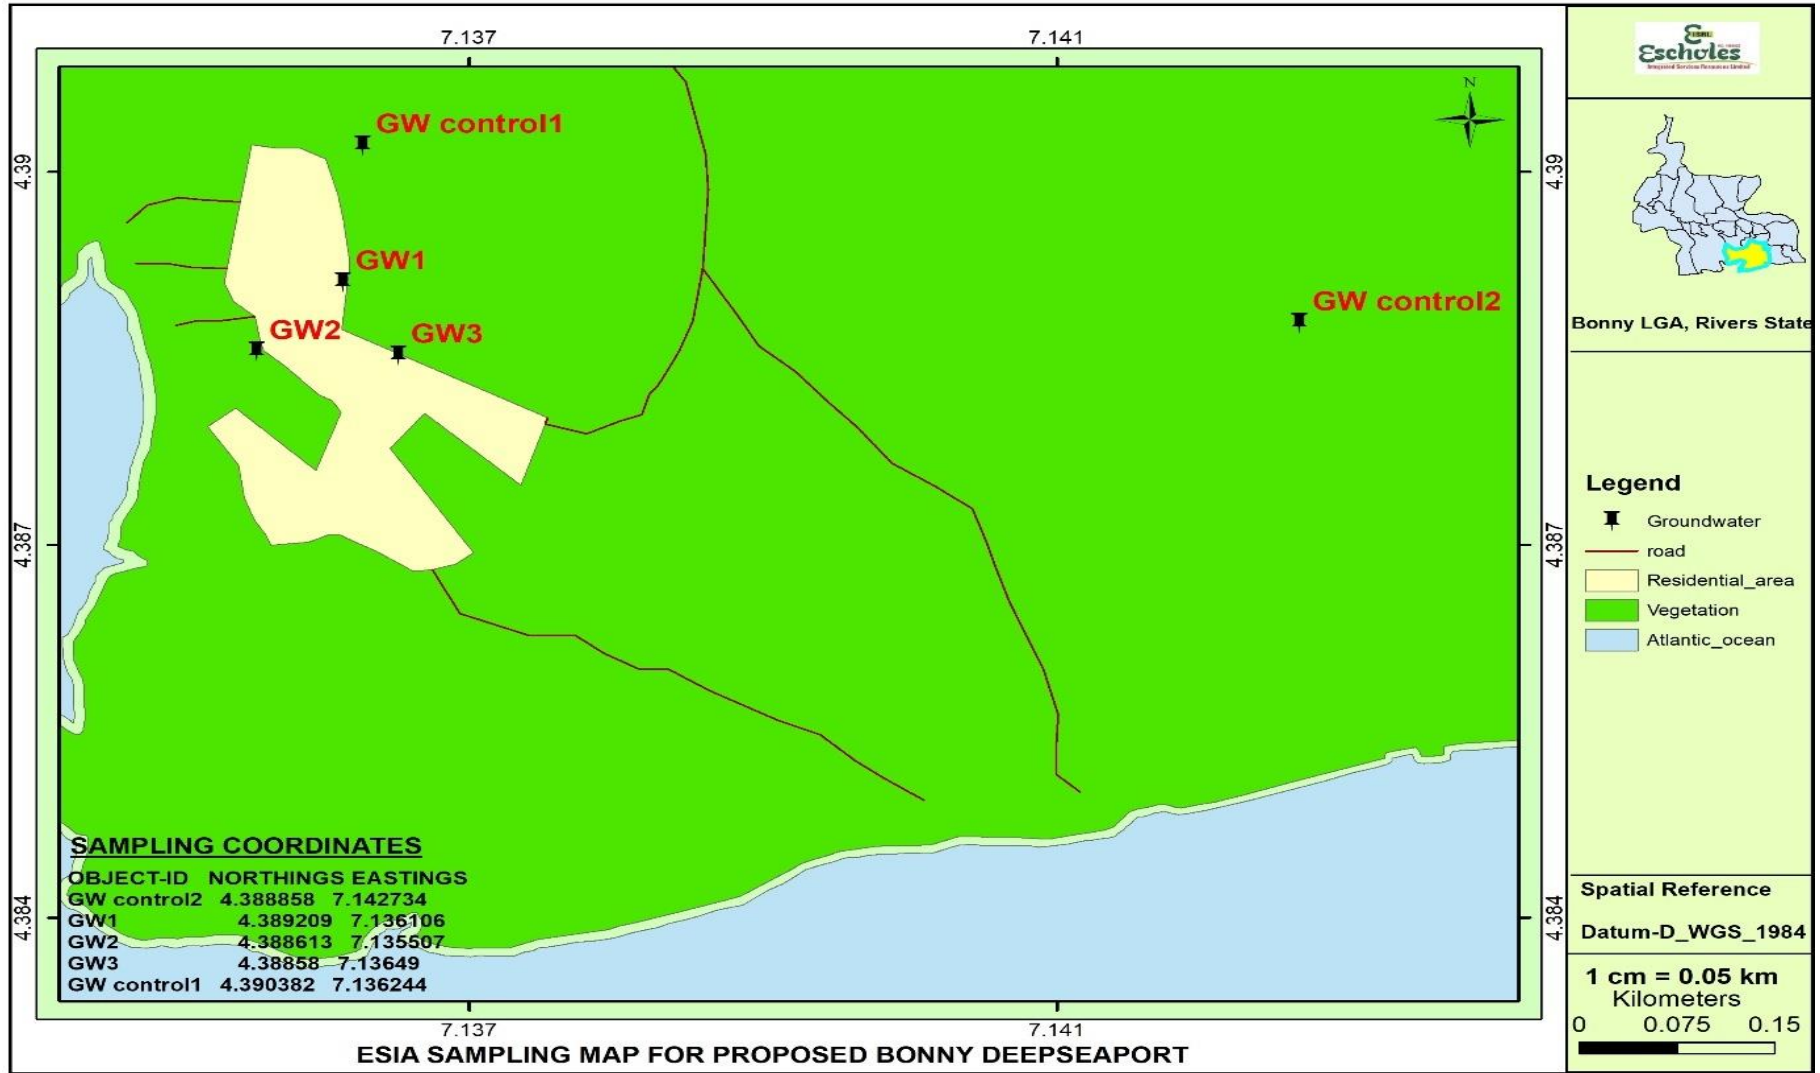 7.137 7.141
GW control1
GW1
GW2
GW3
GW control2
N
4.39
4.387
4.384
4.39
4.387
4.384
SAMPLING COORDINATES
OBJECT-ID NORTHINGS EASTINGS
GW control2 4.388858 7.142734
GW1 4.389209 7.136106
GW2 4.388613 7.135507
GW3 4.38858 7.13649
GW control1 4.390382 7.136244
7.137 7.141
ESIA SAMPLING MAP FOR PROPOSED BONNY DEEPSEAPORT
Escholes
Integrated Services Resources Limited
Bonny LGA, Rivers State
Legend
Groundwater
road
Residential_area
Vegetation
Atlantic_ocean
Spatial Reference
Datum-D_WGS_1984
1 cm = 0.05 km
Kilometers
0 0.075 0.15